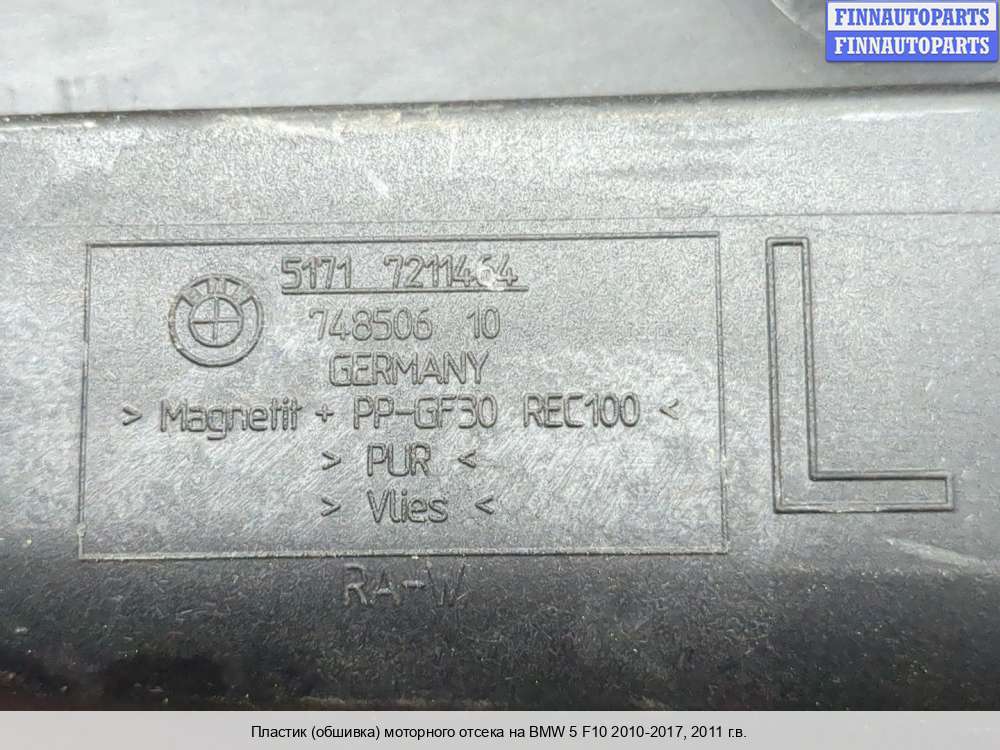 FINNAUTOPARTS
FINNAUTOPARTS
5171 7211464
748506 10
GERMANY
> Magnetit + PP-GF30 REC100 <
> PUR <
> Vlies <
L
RA-W
Пластик (обшивка) моторного отсека на BMW 5 F10 2010-2017, 2011 г.в.